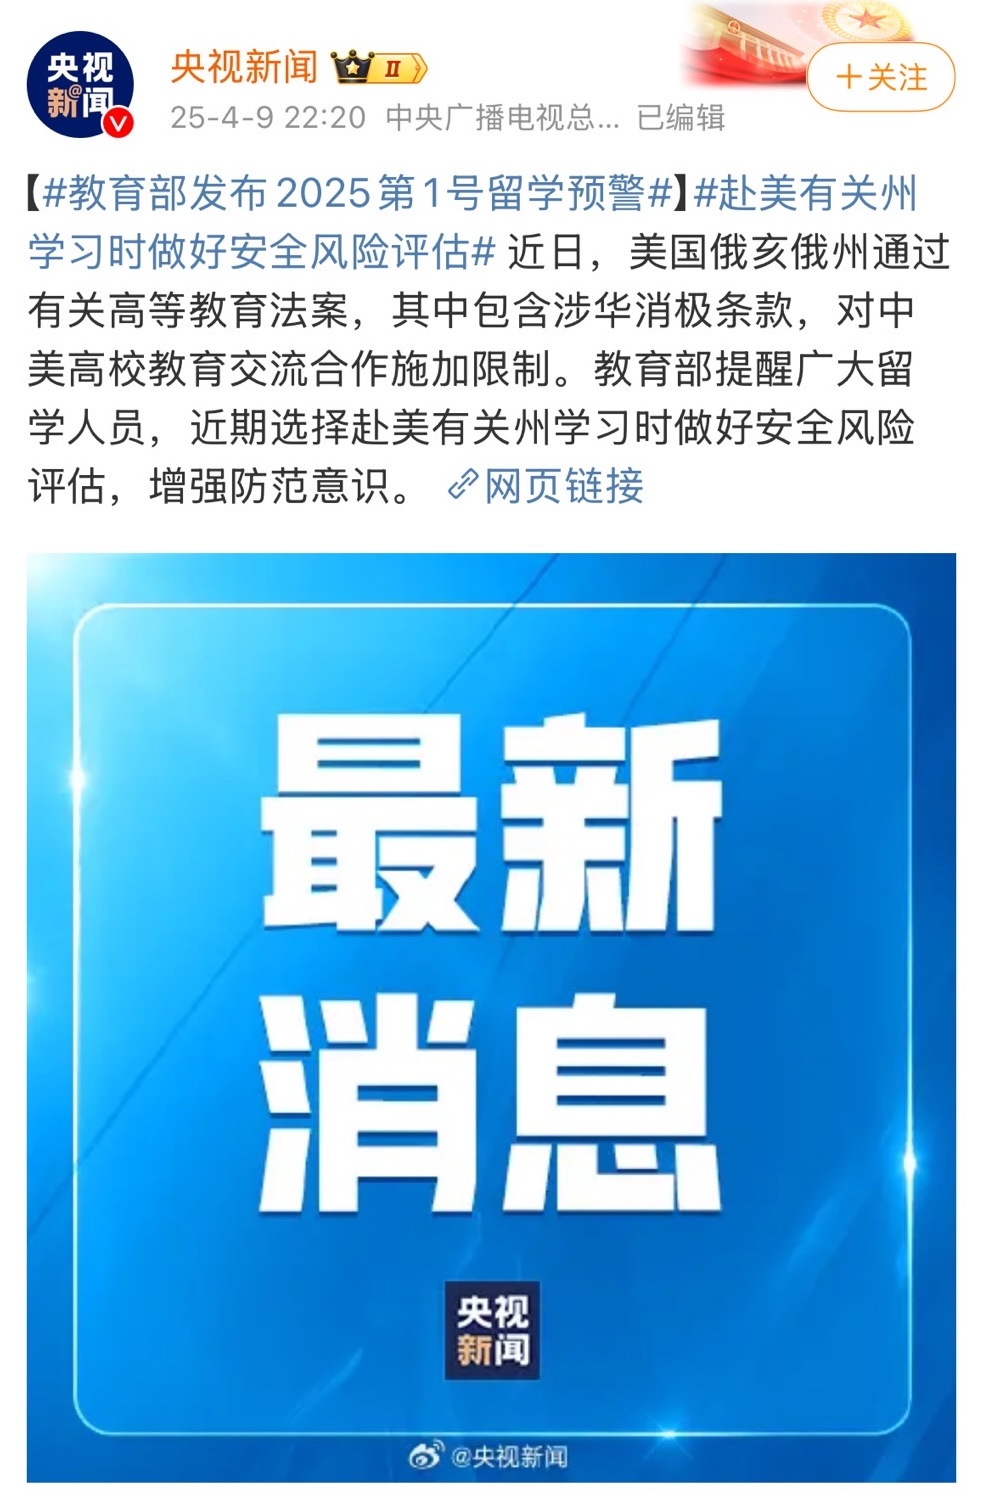 央视
新@闻
央视新闻 II
+关注
25-4-9 22:20 中央广播电视总... 已编辑
【#教育部发布2025第1号留学预警#】#赴美有关州
学习时做好安全风险评估# 近日，美国俄亥俄州通过
有关高等教育法案，其中包含涉华消极条款，对中
美高校教育交流合作施加限制。教育部提醒广大留
学人员，近期选择赴美有关州学习时做好安全风险
评估，增强防范意识。 网页链接
最新
消息
央视
新闻
@央视新闻